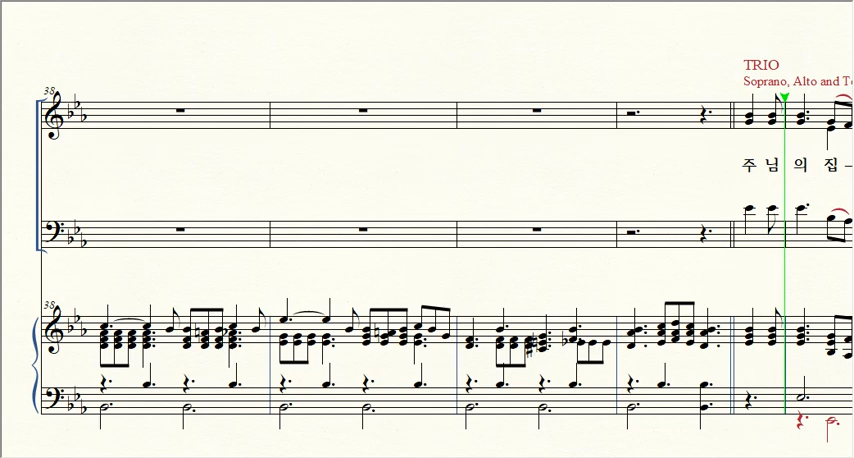 TRIO
Soprano, Alto and Te
38
주 님 의 집 –
38